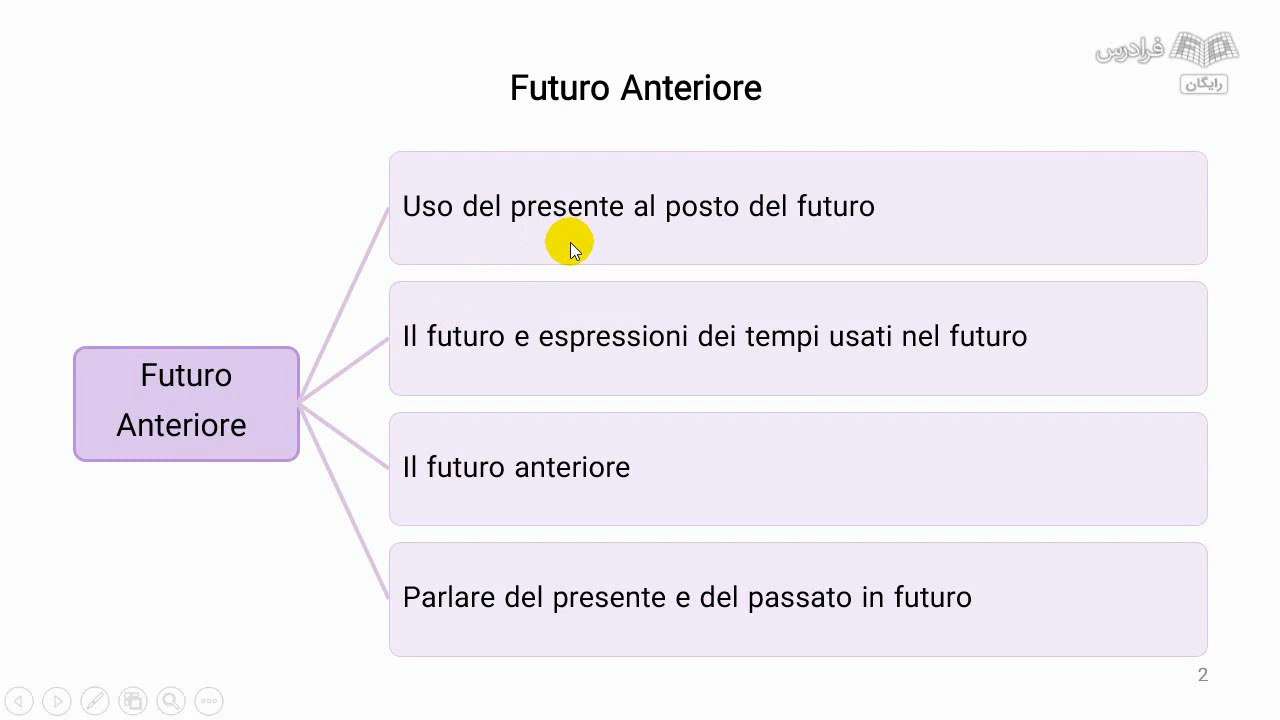 فرادرس
رایگان
Futuro Anteriore
Uso del presente al posto del futuro
Il futuro e espressioni dei tempi usati nel futuro
Futuro
Anteriore
Il futuro anteriore
Parlare del presente e del passato in futuro
2